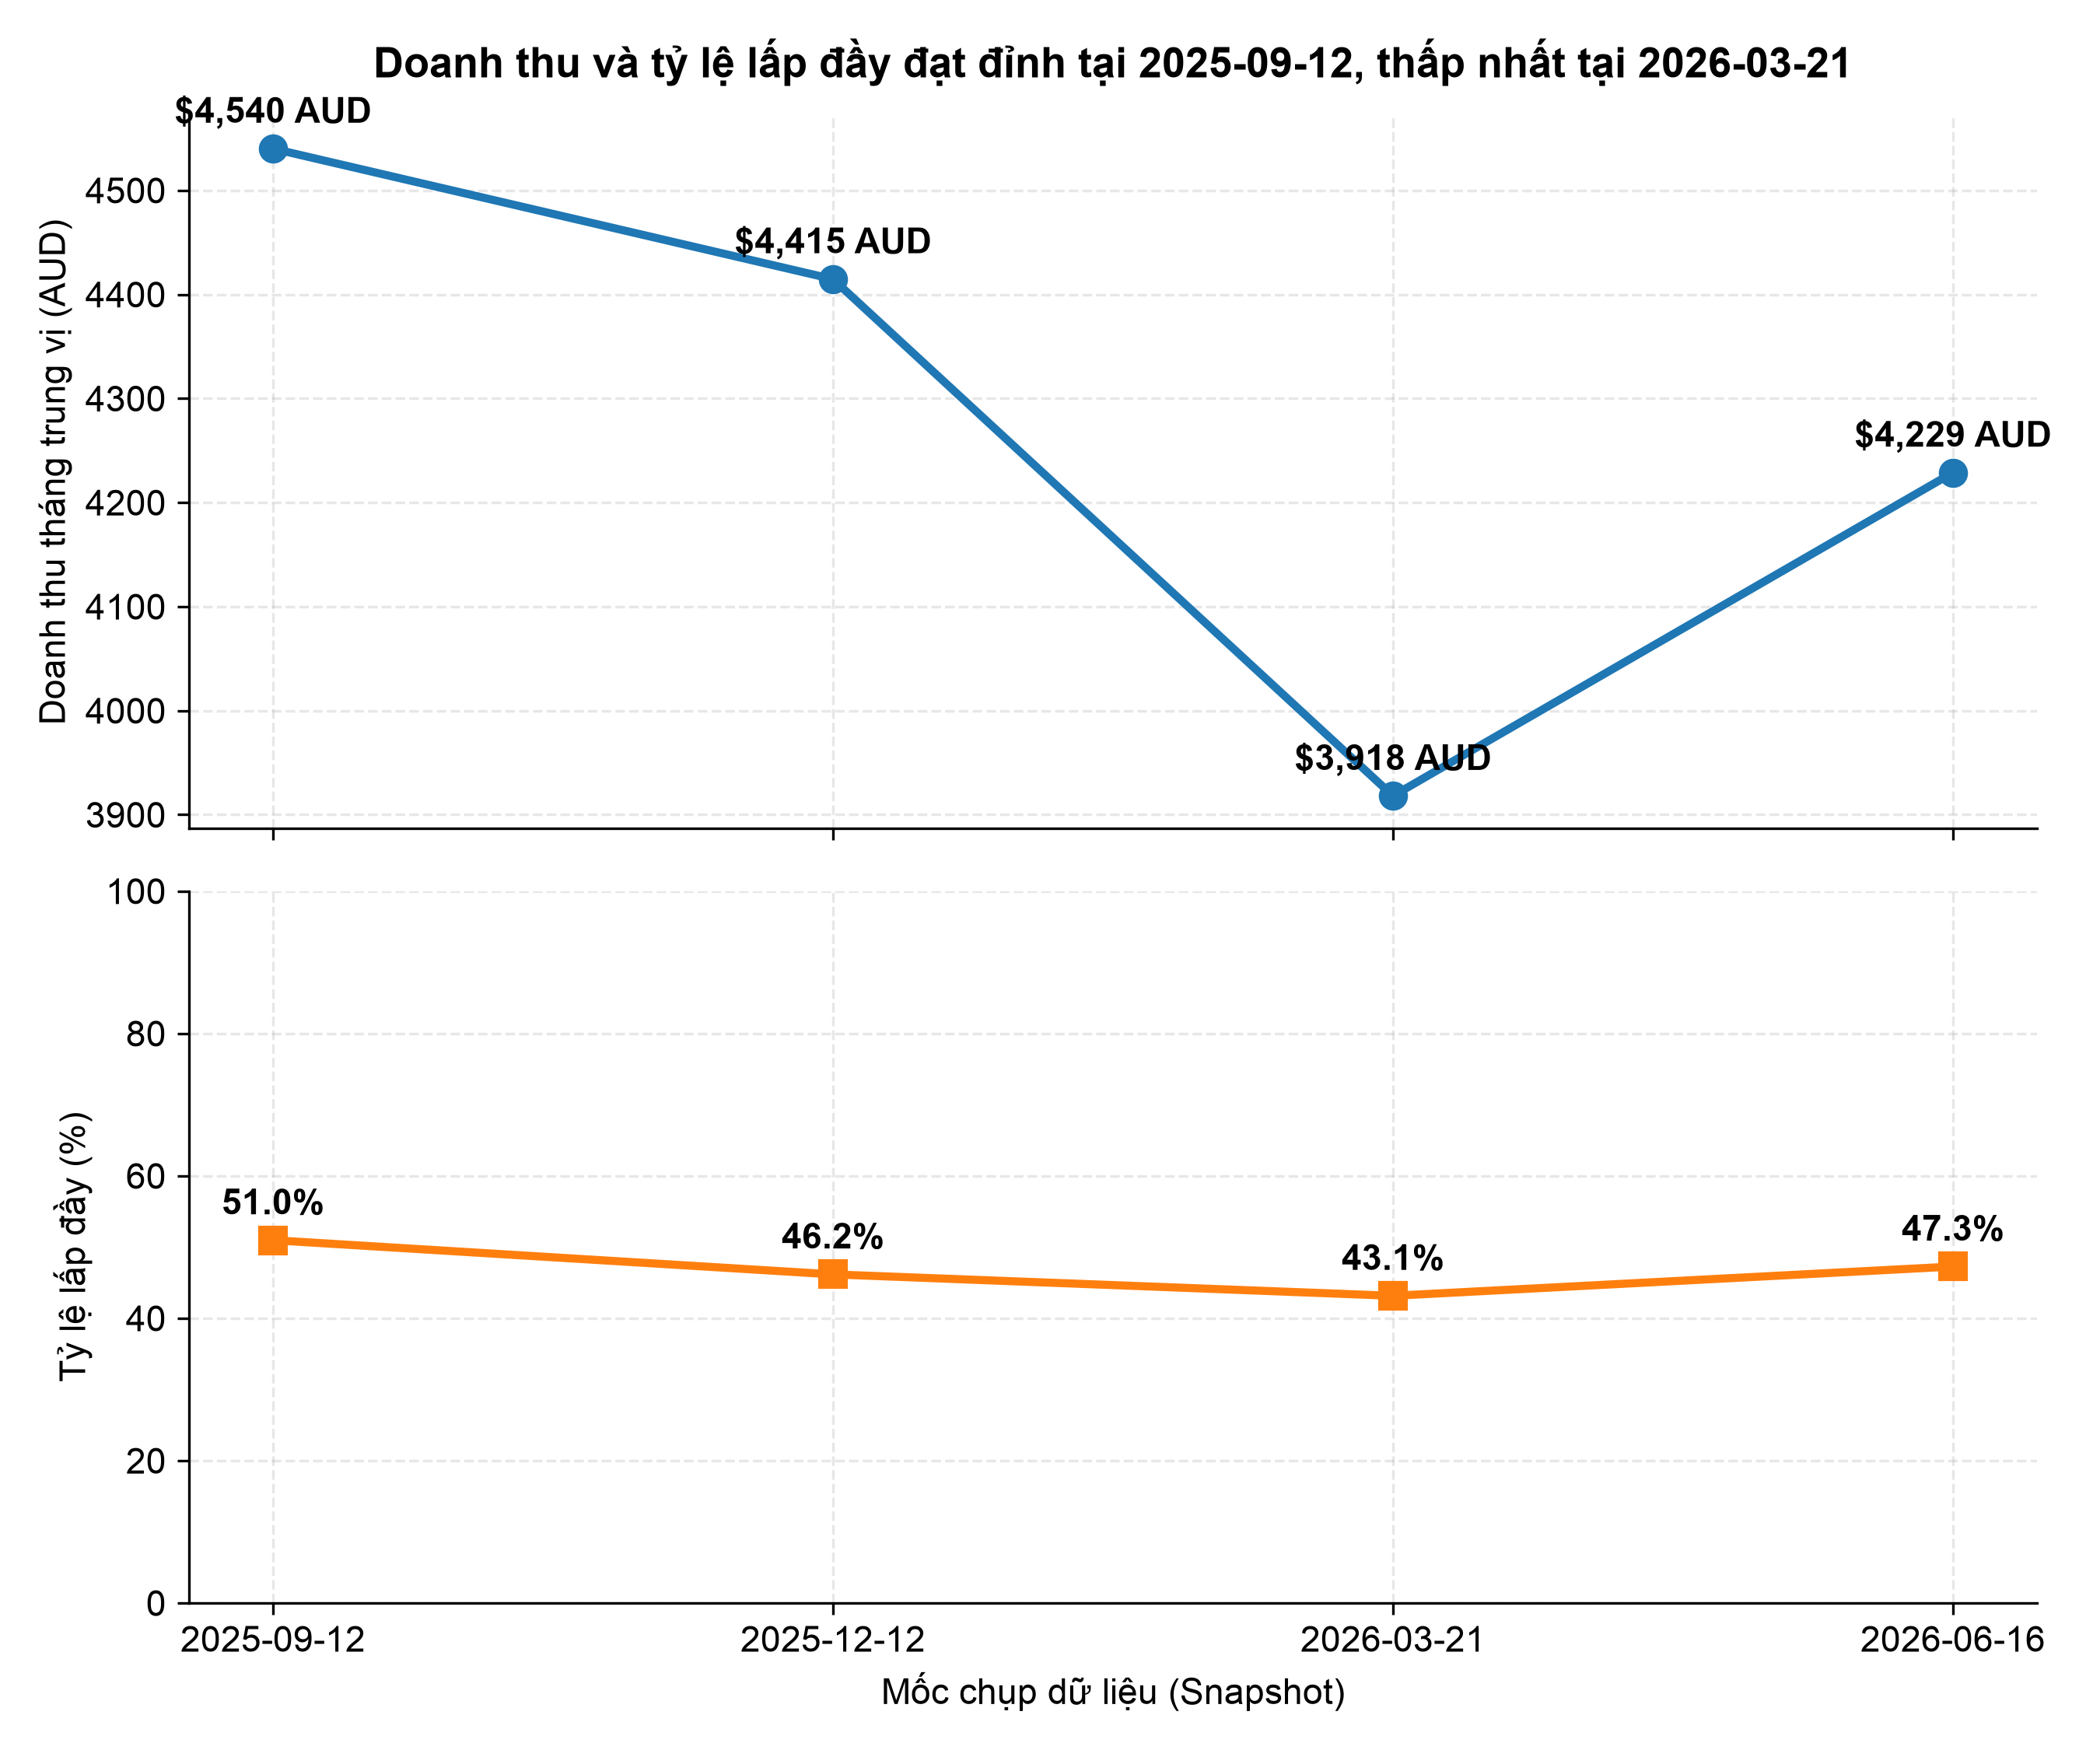 Doanh thu và tỷ lệ lấp đầy đạt đỉnh tại 2025-09-12, thấp nhất tại 2026-03-21
$4,540 AUD
4500
$4,415 AUD
4400
4300
$4,229 AUD
4200
4100
4000
$3,918 AUD
3900
Doanh thu tháng trung vị (AUD)
100
80
60
51.0%
46.2%
43.1%
47.3%
40
20
0
Tỷ lệ lấp đầy (%)
2025-09-12
2025-12-12
2026-03-21
2026-06-16
Mốc chụp dữ liệu (Snapshot)